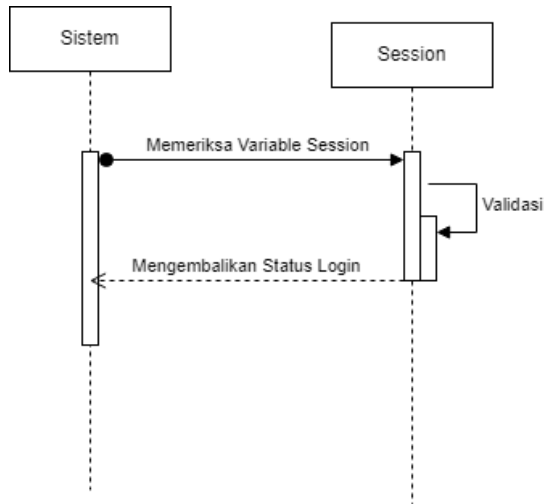 Sistem
Session
Memeriksa Variable Session
Validasi
Mengembalikan Status Login